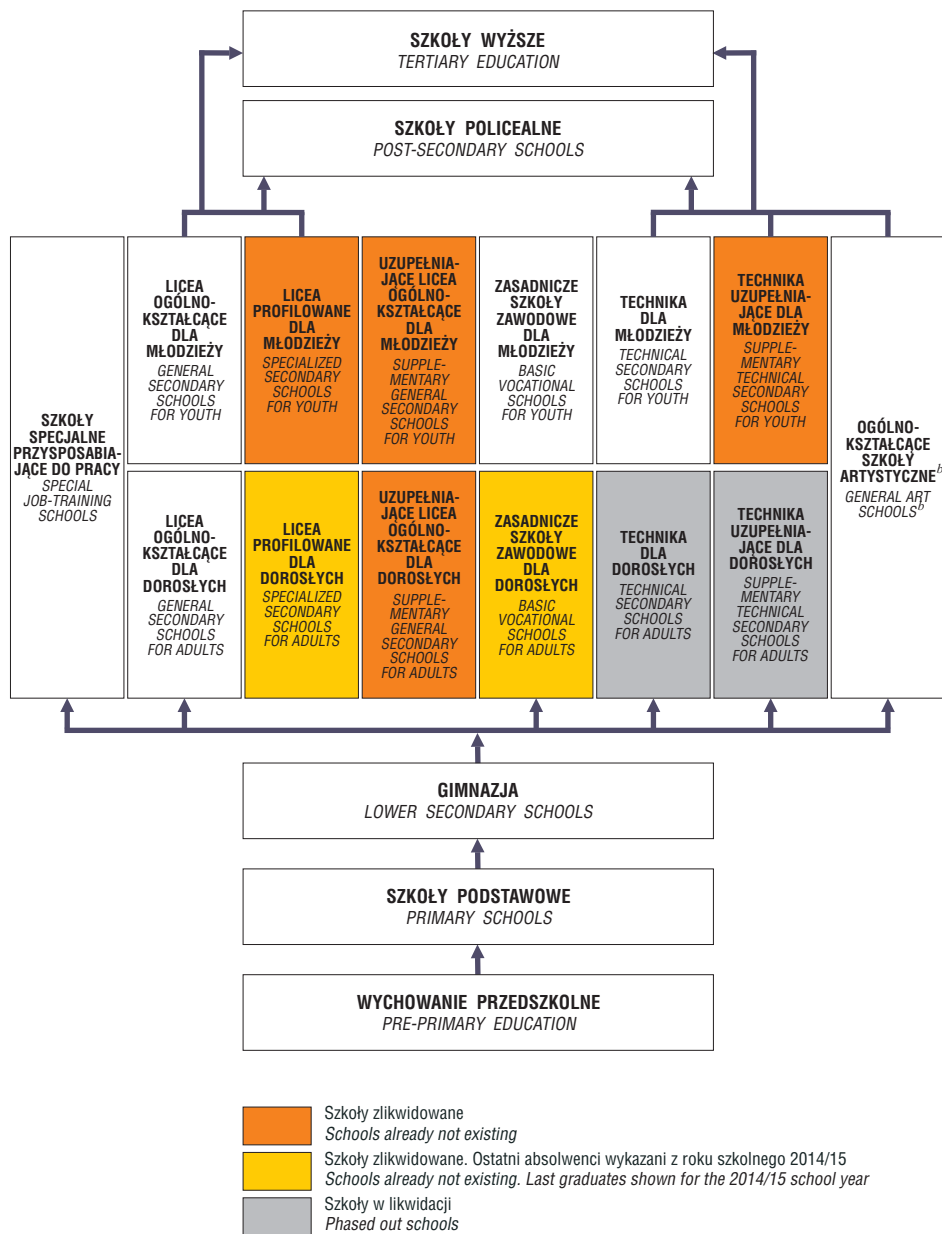 SZKOŁY WYŻSZE
TERTIARY EDUCATION
SZKOŁY POLICEALNE
POST-SECONDARY SCHOOLS
SZKOŁY
SPECJALNE
PRZYSPOSABIA-
JĄCE DO PRACY
SPECIAL
JOB-TRAINING
SCHOOLS
LICEA
OGÓLNO-
KSZTAŁCĄCE
DLA
MŁODZIEŻY
GENERAL
SECONDARY
SCHOOLS
FOR YOUTH
LICEA
PROFILOWANE
DLA
MŁODZIEŻY
SPECIALIZED
SECONDARY
SCHOOLS
FOR YOUTH
UZUPEŁNIA-
JĄCE LICEA
OGÓLNO-
KSZTAŁCĄCE
DLA
MŁODZIEŻY
SUPPLE-
MENTARY
GENERAL
SECONDARY
SCHOOLS
FOR YOUTH
ZASADNICZE
SZKOŁY
ZAWODOWE
DLA
MŁODZIEŻY
BASIC
VOCATIONAL
SCHOOLS
FOR YOUTH
TECHNIKA
DLA
MŁODZIEŻY
TECHNICAL
SECONDARY
SCHOOLS
FOR YOUTH
TECHNIKA
UZUPEŁNIA-
JĄCE DLA
MŁODZIEŻY
SUPPLE-
MENTARY
TECHNICAL
SECONDARY
SCHOOLS
FOR YOUTH
OGÓLNO-
KSZTAŁCĄCE
SZKOŁY
ARTYSTYCZNE b
GENERAL ART
SCHOOLS b
LICEA
OGÓLNO-
KSZTAŁCĄCE
DLA
DOROSŁYCH
GENERAL
SECONDARY
SCHOOLS
FOR ADULTS
LICEA
PROFILOWANE
DLA
DOROSŁYCH
SPECIALIZED
SECONDARY
SCHOOLS
FOR ADULTS
UZUPEŁNIA-
JĄCE LICEA
OGÓLNO-
KSZTAŁCĄCE
DLA
DOROSŁYCH
SUPPLE-
MENTARY
GENERAL
SECONDARY
SCHOOLS
FOR ADULTS
ZASADNICZE
SZKOŁY
ZAWODOWE
DLA
DOROSŁYCH
BASIC
VOCATIONAL
SCHOOLS
FOR ADULTS
TECHNIKA
DLA
DOROSŁYCH
TECHNICAL
SECONDARY
SCHOOLS
FOR ADULTS
TECHNIKA
UZUPEŁNIA-
JĄCE DLA
DOROSŁYCH
SUPPLE-
MENTARY
TECHNICAL
SECONDARY
SCHOOLS
FOR ADULTS
GIMNAZJA
LOWER SECONDARY SCHOOLS
SZKOŁY PODSTAWOWE
PRIMARY SCHOOLS
WYCHOWANIE PRZEDSZKOLNE
PRE-PRIMARY EDUCATION
Szkoły zlikwidowane
Schools already not existing
Szkoły zlikwidowane. Ostatni absolwenci wykazani z roku szkolnego 2014/15
Schools already not existing. Last graduates shown for the 2014/15 school year
Szkoły w likwidacji
Phased out schools